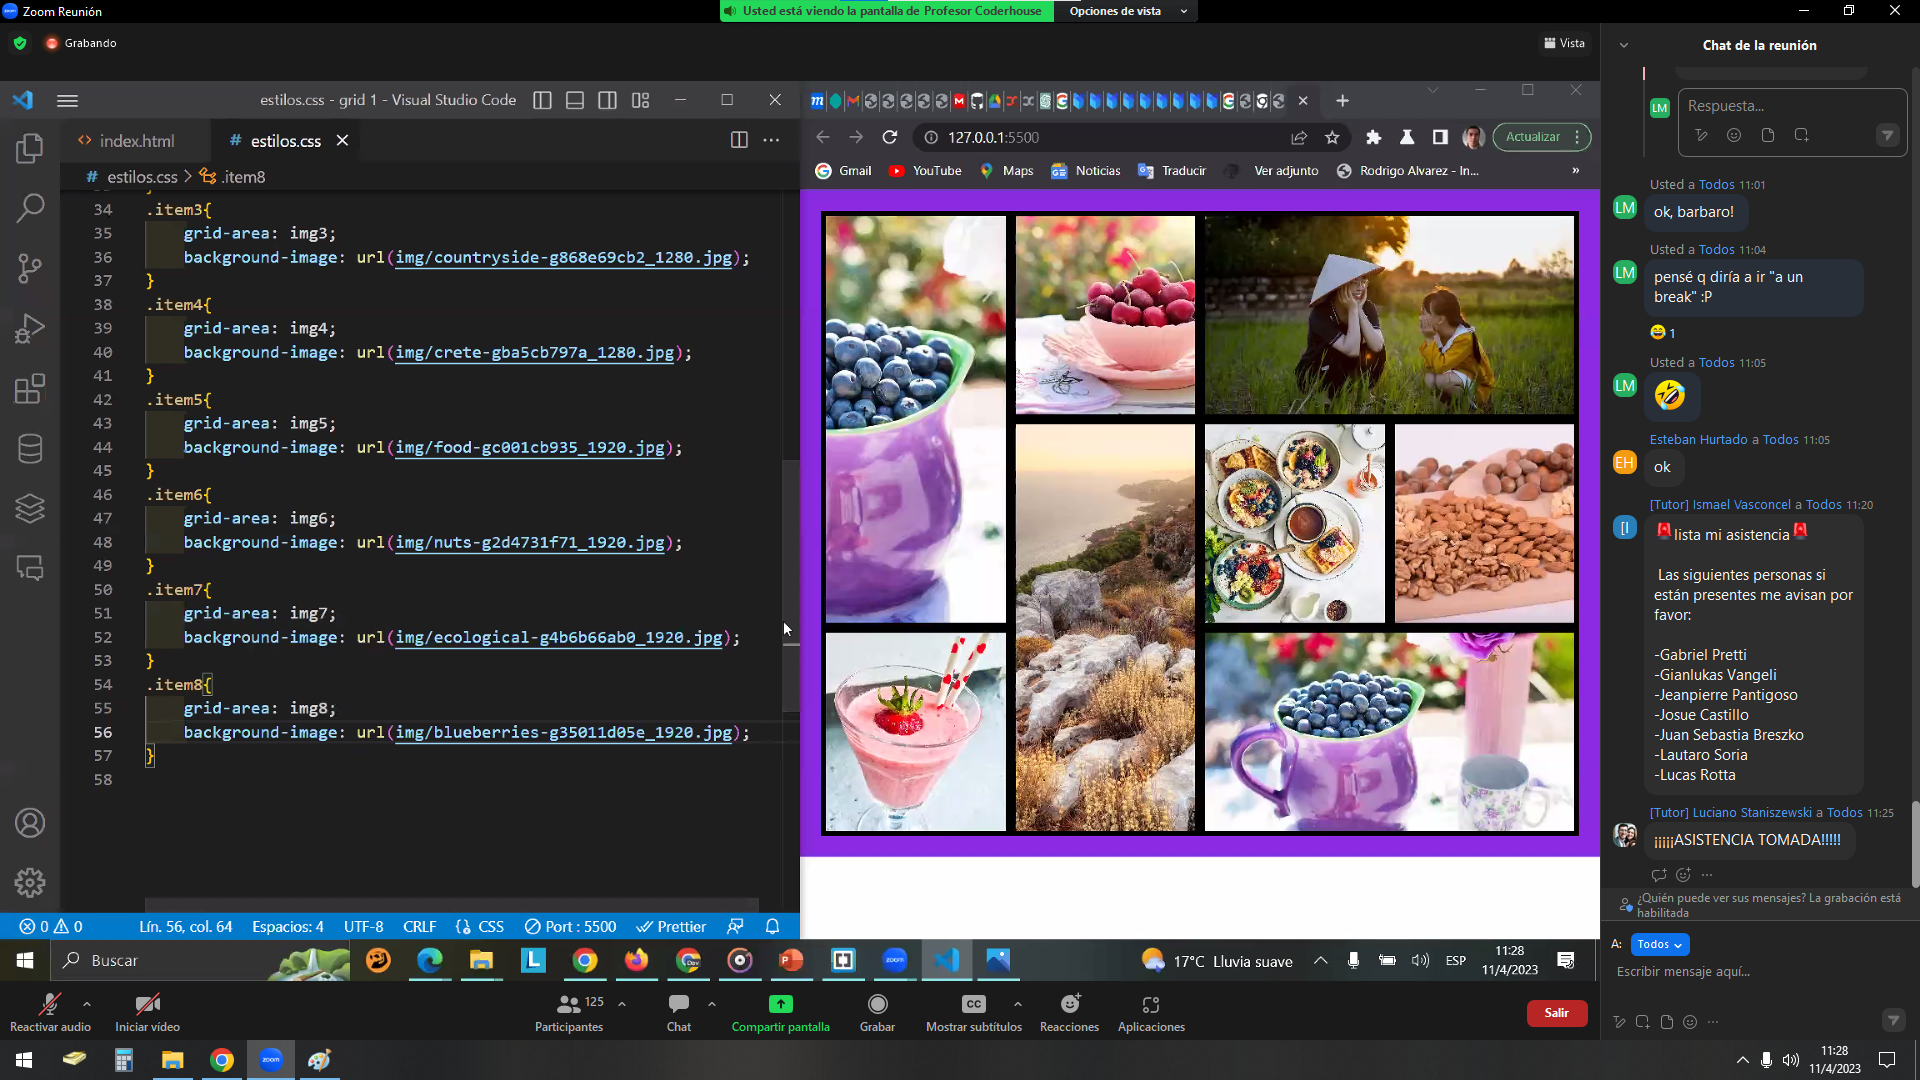 Zoom Reunión
Usted está viendo la pantalla de Profesor Coderhouse
Opciones de vista
Grabando
Vista
estilos.css - grid 1 - Visual Studio Code
index.html
# estilos.css
# estilos.css > .item8
34 .item3{
35 grid-area: img3;
36 background-image: url(img/countryside-g868e69cb2_1280.jpg);
37 }
38 .item4{
39 grid-area: img4;
40 background-image: url(img/crete-gba5cb797a_1280.jpg);
41 }
42 .item5{
43 grid-area: img5;
44 background-image: url(img/food-gc001cb935_1920.jpg);
45 }
46 .item6{
47 grid-area: img6;
48 background-image: url(img/nuts-g2d4731f71_1920.jpg);
49 }
50 .item7{
51 grid-area: img7;
52 background-image: url(img/ecological-g4b6b66ab0_1920.jpg);
53 }
54 .item8{
55 grid-area: img8;
56 background-image: url(img/blueberries-g35011d05e_1920.jpg);
57 }
58
0 0
Lín. 56, col. 64
Espacios: 4
UTF-8
CRLF
CSS
Port : 5500
Prettier
127.0.0.1:5500
Actualizar
Gmail
YouTube
Maps
Noticias
Traducir
Ver adjunto
Rodrigo Alvarez - In...
»
Buscar
17°C Lluvia suave
ESP
11:28
11/4/2023
Chat de la reunión
LM
Respuesta...
Usted a Todos 11:01
LM
ok, barbaro!
Usted a Todos 11:04
LM
pensé q diría a ir "a un
break" :P
😄 1
Usted a Todos 11:05
LM
🤣
Esteban Hurtado a Todos 11:05
EH
ok
[Tutor] Ismael Vasconcel a Todos 11:20
[I
🚨lista mi asistencia🚨
Las siguientes personas si
están presentes me avisan por
favor:
-Gabriel Pretti
-Gianlukas Vangeli
-Jeanpierre Pantigoso
-Josue Castillo
-Juan Sebastia Breszko
-Lautaro Soria
-Lucas Rotta
[Tutor] Luciano Staniszewski a Todos 11:25
¡¡¡¡¡ASISTENCIA TOMADA!!!!!
¿Quién puede ver sus mensajes? La grabación está
habilitada
A: Todos
Escribir mensaje aquí...
Reactivar audio
Iniciar vídeo
125
Participantes
Chat
Compartir pantalla
Grabar
CC
Mostrar subtítulos
Reacciones
Aplicaciones
Salir
zoom
11:28
11/4/2023